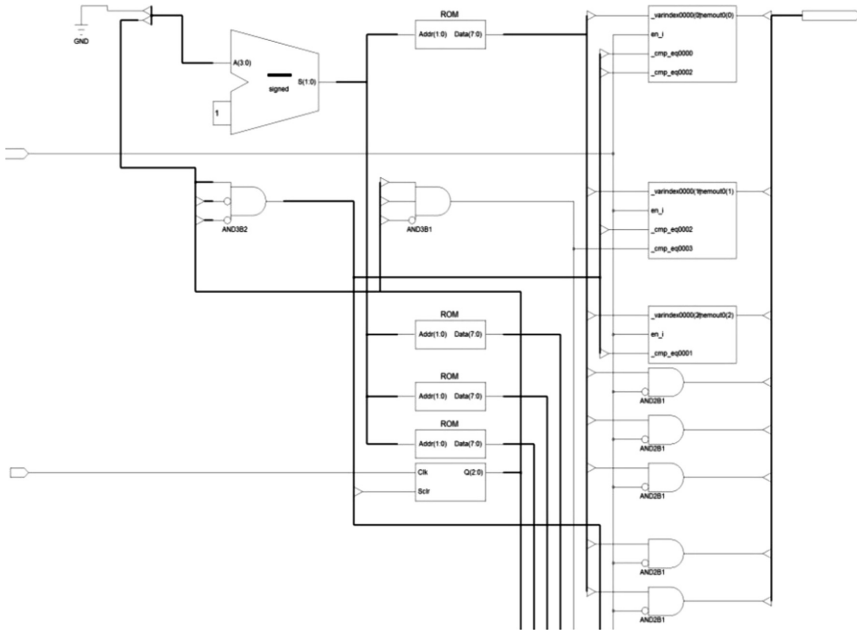 GND
A(3:0)
S(1:0)
signed
1
ROM
Addr(1:0) Data(7:0)
_varindex0000(0)
memout0(0)
en_i
_cmp_eq0000
_cmp_eq0002
AND3B2
AND3B1
_varindex0000(1)
memout0(1)
en_i
_cmp_eq0002
_cmp_eq0003
ROM
Addr(1:0) Data(7:0)
_varindex0000(2)
memout0(2)
en_i
_cmp_eq0001
ROM
Addr(1:0) Data(7:0)
AND2B1
ROM
Addr(1:0) Data(7:0)
AND2B1
Clk Q(2:0)
Sclr
AND2B1
AND2B1
AND2B1